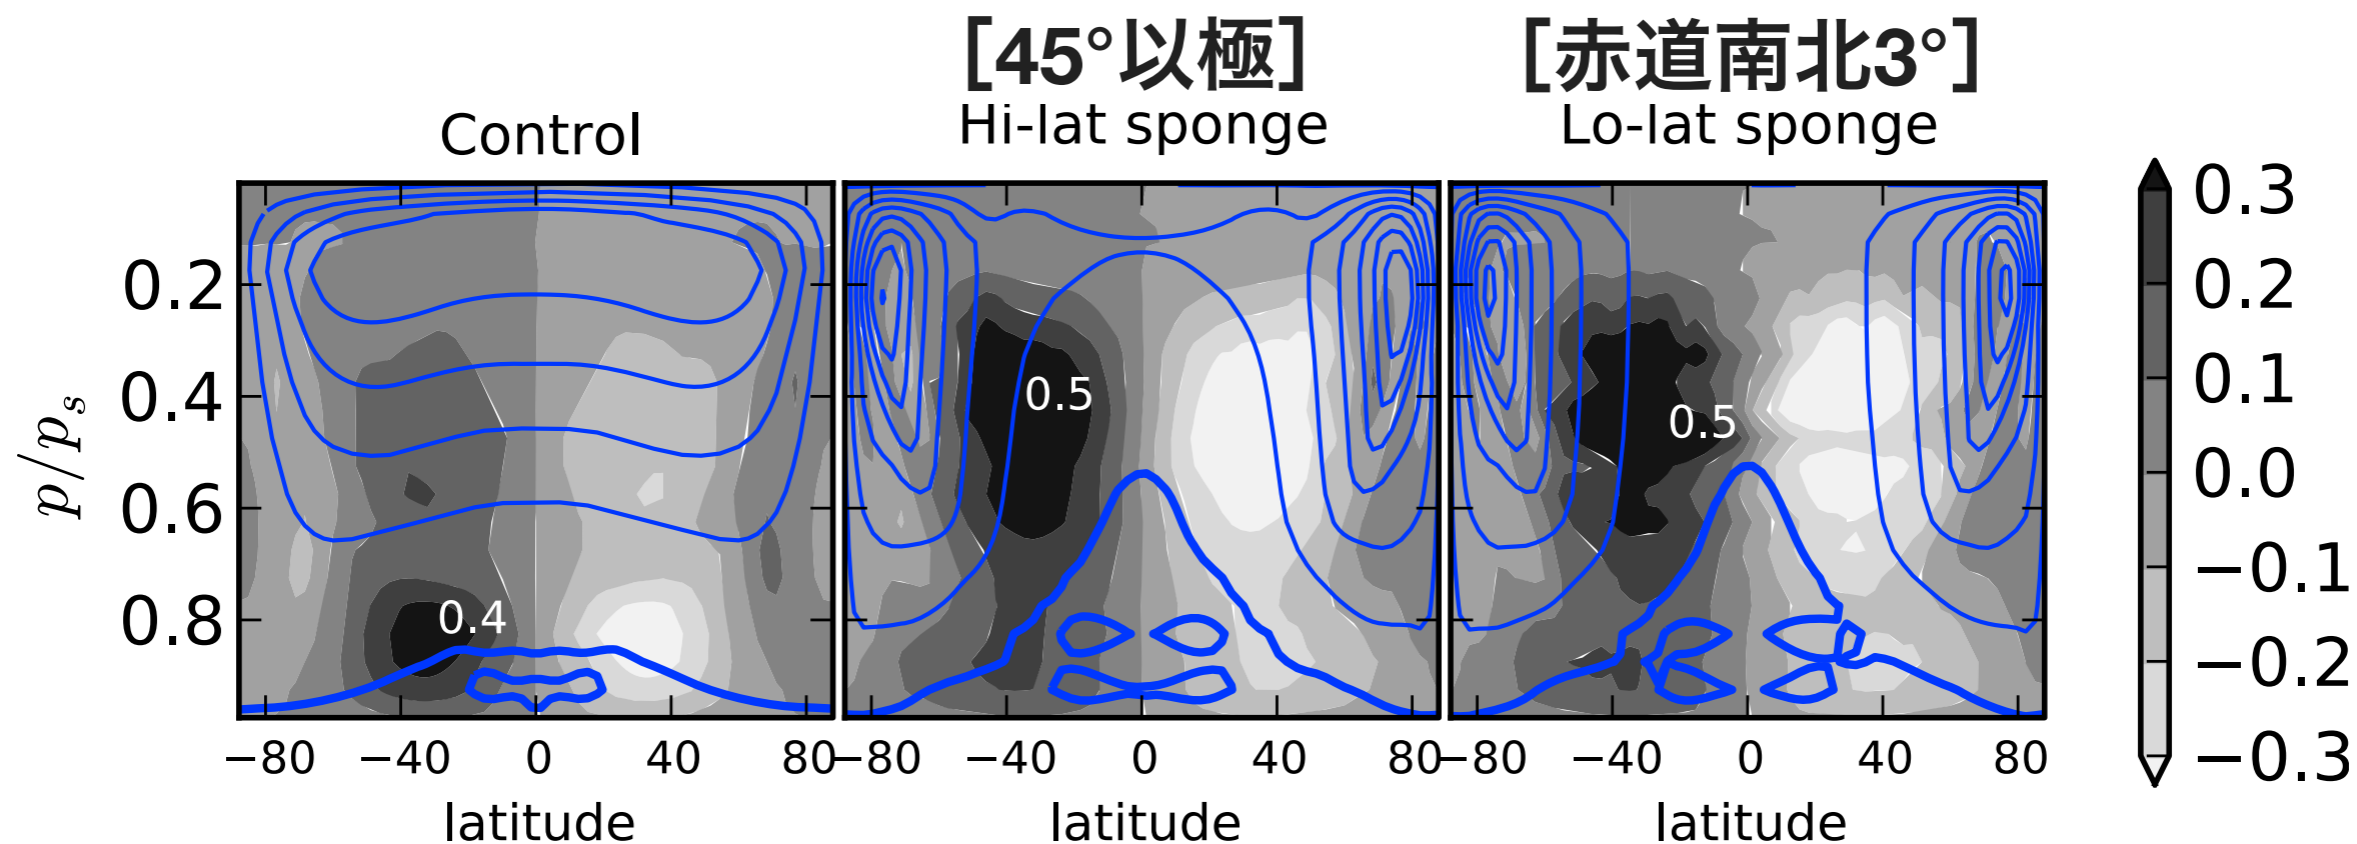 [45°以極]
[赤道南北3°]
Control
Hi-lat sponge
Lo-lat sponge
0.5
0.5
0.4
p/pₛ
0.2
0.4
0.6
0.8
−80 −40 0 40 80
−80 −40 0 40 80
−80 −40 0 40 80
latitude
latitude
latitude
0.3
0.2
0.1
0.0
−0.1
−0.2
−0.3